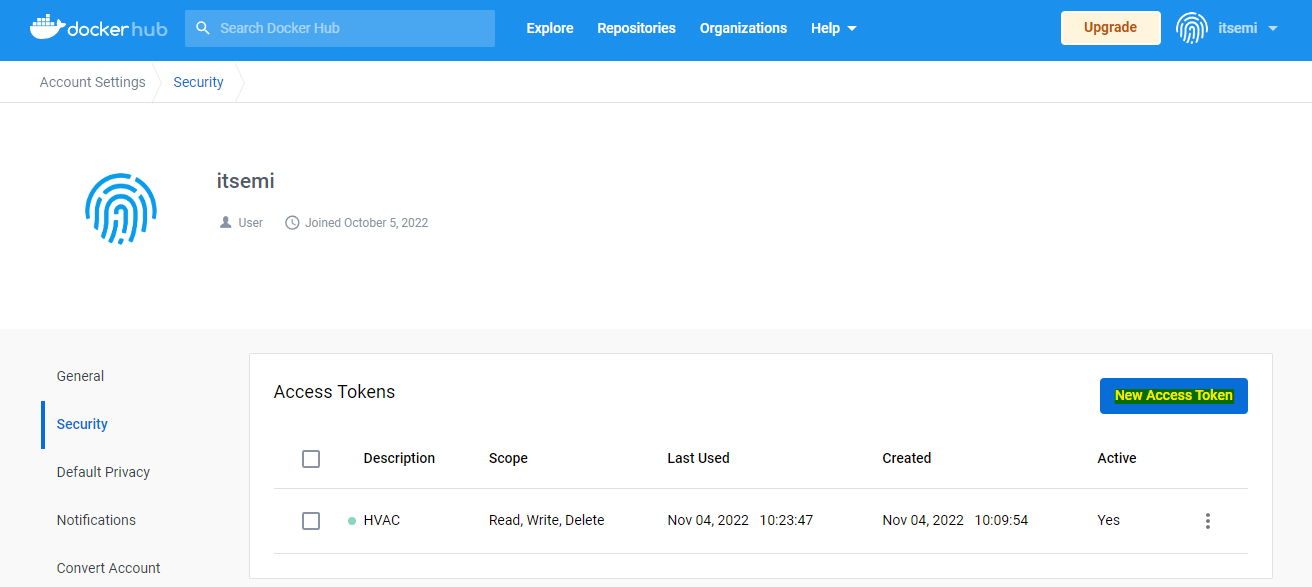 docker hub Search Docker Hub Explore Repositories Organizations Help Upgrade itsemi
Account Settings Security
itsemi
User Joined October 5, 2022
General
Security
Default Privacy
Notifications
Convert Account
Access Tokens New Access Token
Description Scope Last Used Created Active
HVAC Read, Write, Delete Nov 04, 2022 10:23:47 Nov 04, 2022 10:09:54 Yes